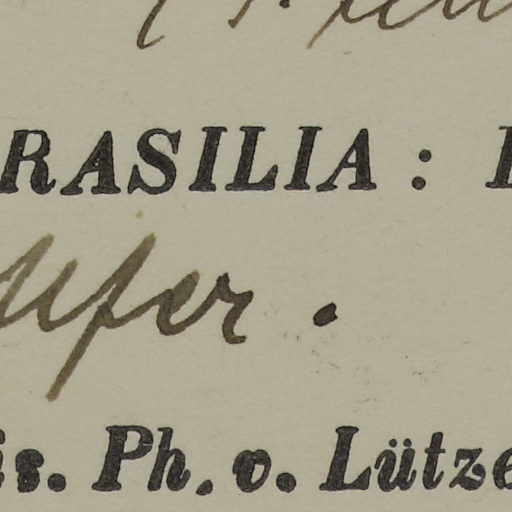 RASILIA :
ufer .
is. Ph. v. Lütze